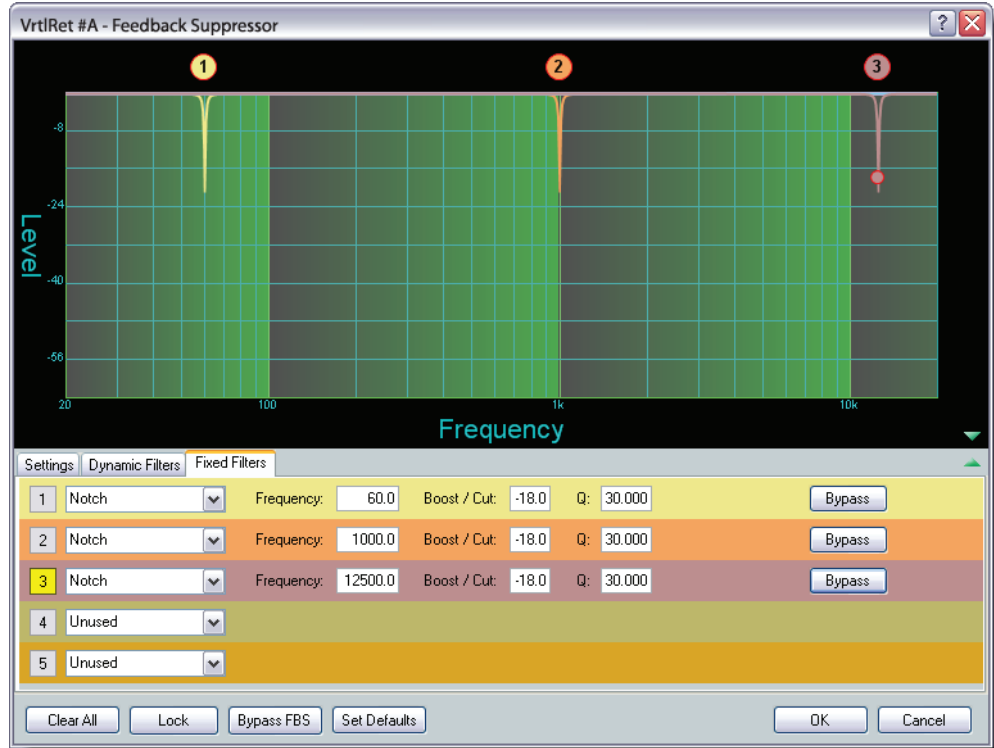 VrtlRet #A - Feedback Suppressor
?
1 2 3
-8
-24
-40
-56
Level
20 100 1k 10k
Frequency
Settings Dynamic Filters Fixed Filters
1 Notch Frequency: 60.0 Boost / Cut: -18.0 Q: 30.000 Bypass
2 Notch Frequency: 1000.0 Boost / Cut: -18.0 Q: 30.000 Bypass
3 Notch Frequency: 12500.0 Boost / Cut: -18.0 Q: 30.000 Bypass
4 Unused
5 Unused
Clear All Lock Bypass FBS Set Defaults OK Cancel